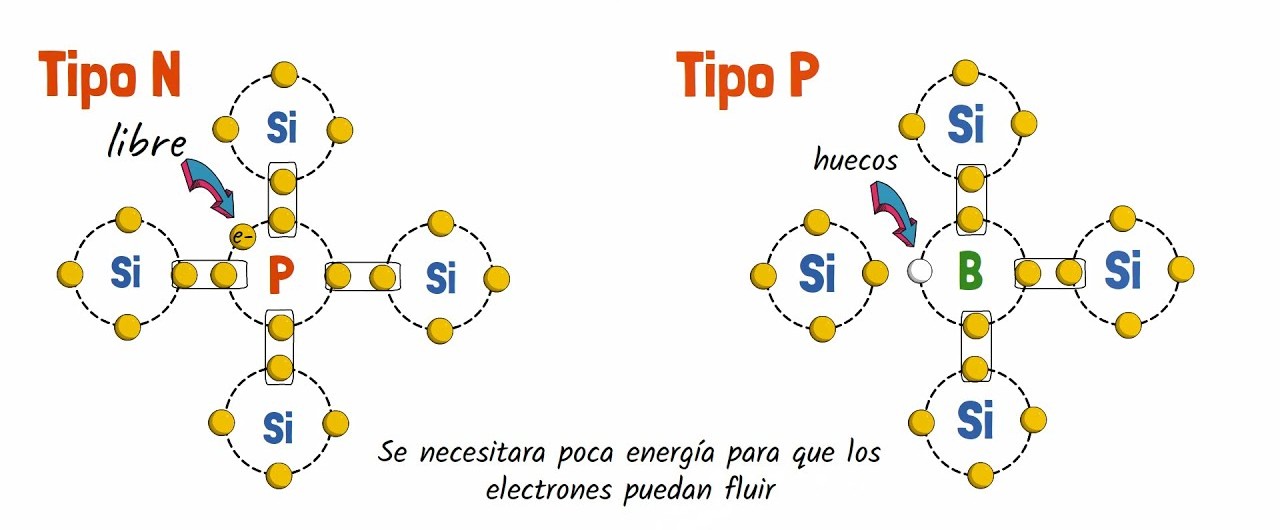 Tipo N
libre
Si
Si
e-
P
Si
Si
Tipo P
huecos
Si
Si
B
Si
Si
Se necesitara poca energía para que los
electrones puedan fluir